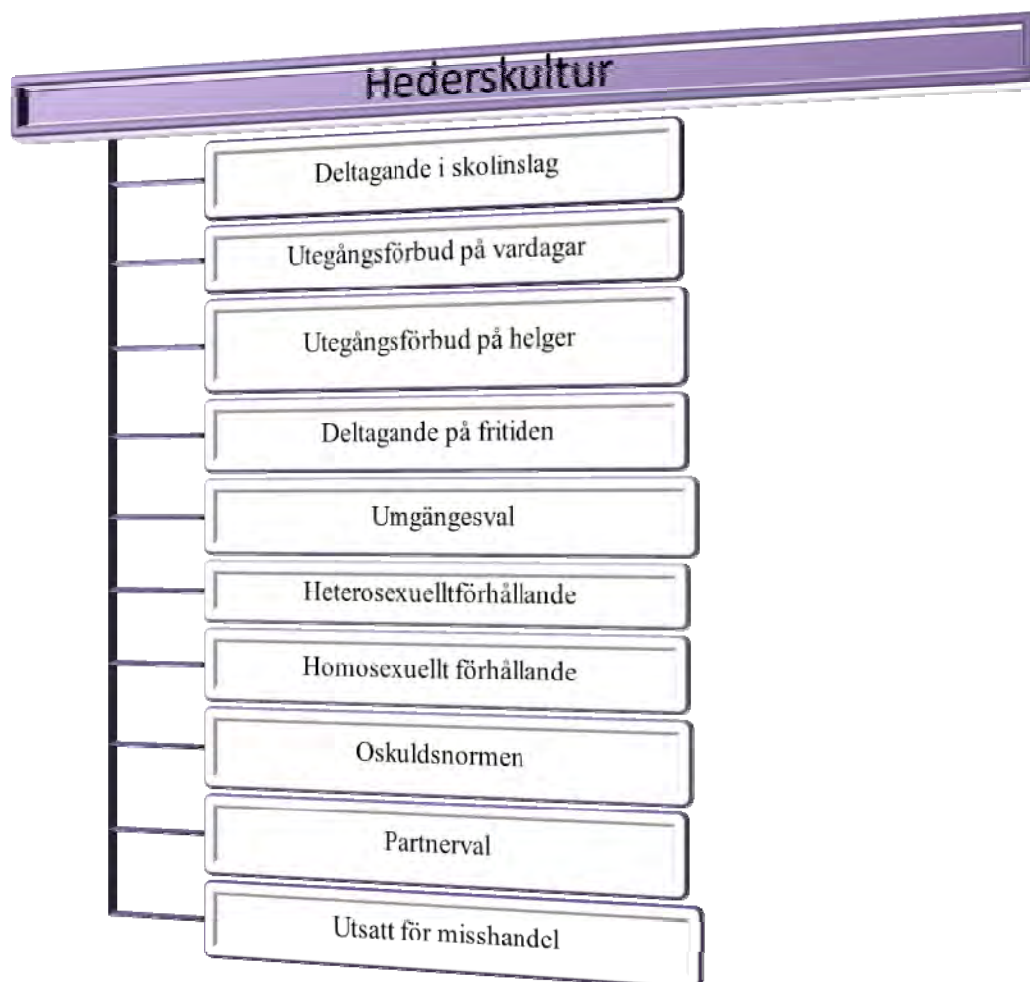 Hederskultur
Deltagande i skolinslag
Utegångsförbud på vardagar
Utegångsförbud på helger
Deltagande på fritiden
Umgängesval
Heterosexuelltförhållande
Homosexuellt förhållande
Oskuldsnormen
Partnerval
Utsatt för misshandel